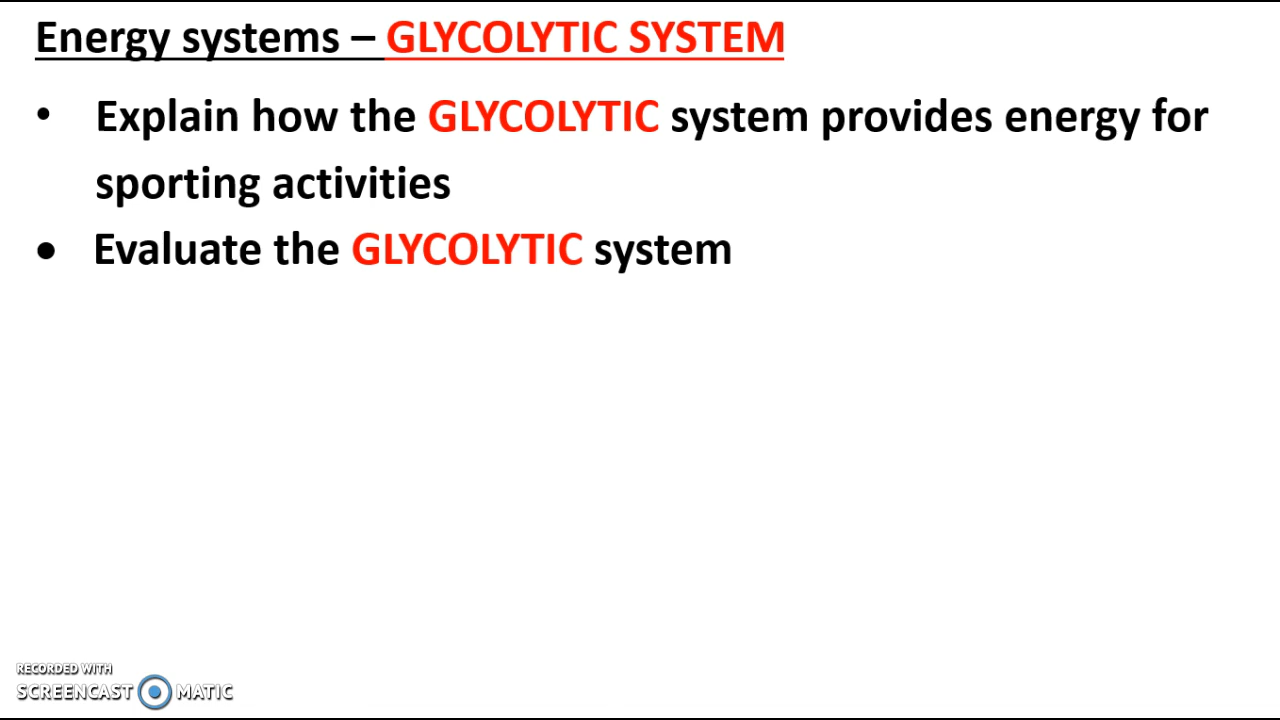 Energy systems – GLYCOLYTIC SYSTEM
• Explain how the GLYCOLYTIC system provides energy for
sporting activities
• Evaluate the GLYCOLYTIC system
RECORDED WITH
SCREENCAST MATIC